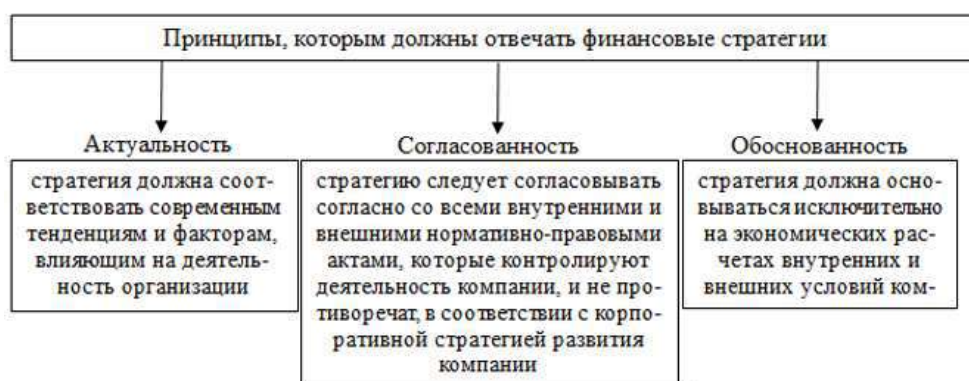 Принципы, которым должны отвечать финансовые стратегии
Актуальность
стратегия должна соот-
ветствовать современным
тенденциям и факторам,
влияющим на деятель-
ность организации
Согласованность
стратегию следует согласовывать
согласно со всеми внутренними и
внешними нормативно-правовыми
актами, которые контролируют
деятельность компании, и не про-
тиворечат, в соответствии с корпо-
ративной стратегией развития
компании
Обоснованность
стратегия должна осно-
вываться исключительно
на экономических рас-
четах внутренних и
внешних условий ком-